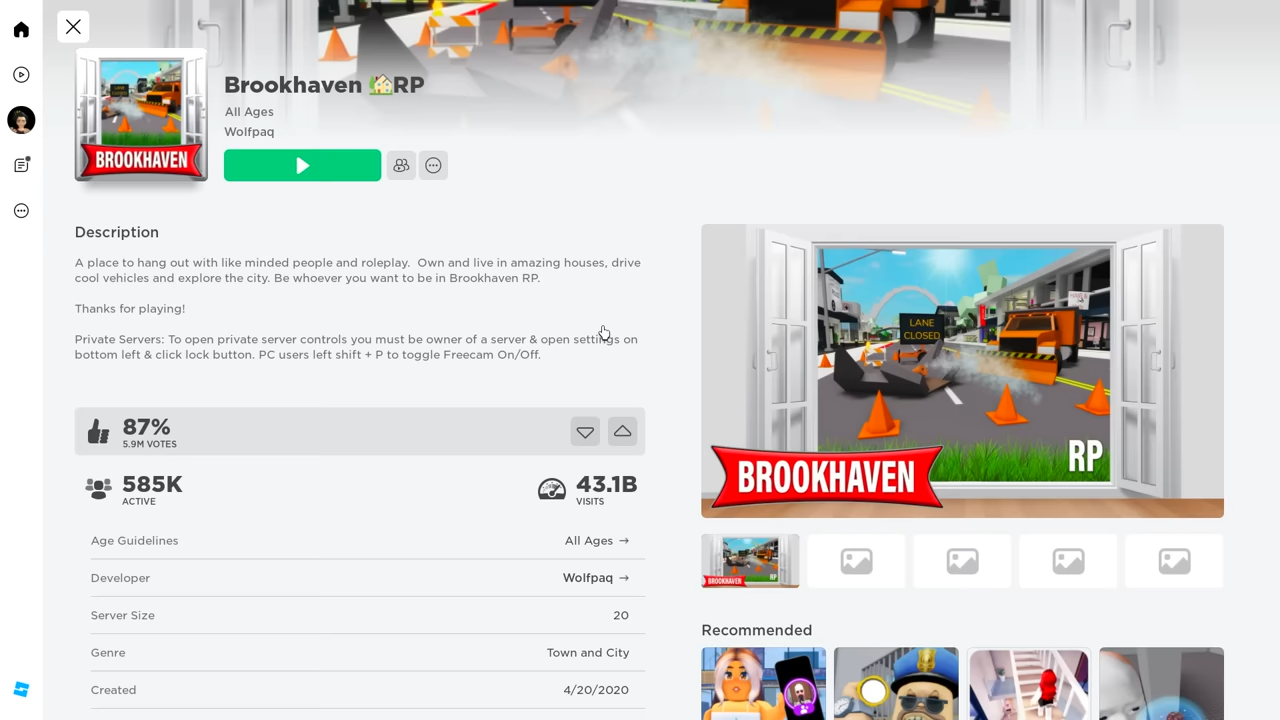 Brookhaven 🏡RP
All Ages
Wolfpaq
BROOKHAVEN
Description
A place to hang out with like minded people and roleplay.  Own and live in amazing houses, drive
cool vehicles and explore the city. Be whoever you want to be in Brookhaven RP.
Thanks for playing!
Private Servers: To open private server controls you must be owner of a server & open settings on
bottom left & click lock button. PC users left shift + P to toggle Freecam On/Off.
87%
5.9M VOTES
585K
ACTIVE
43.1B
VISITS
Age Guidelines
All Ages →
Developer
Wolfpaq →
Server Size
20
Genre
Town and City
Created
4/20/2020
LANE
CLOSED
BROOKHAVEN
RP
BROOKHAVEN
RP
Recommended